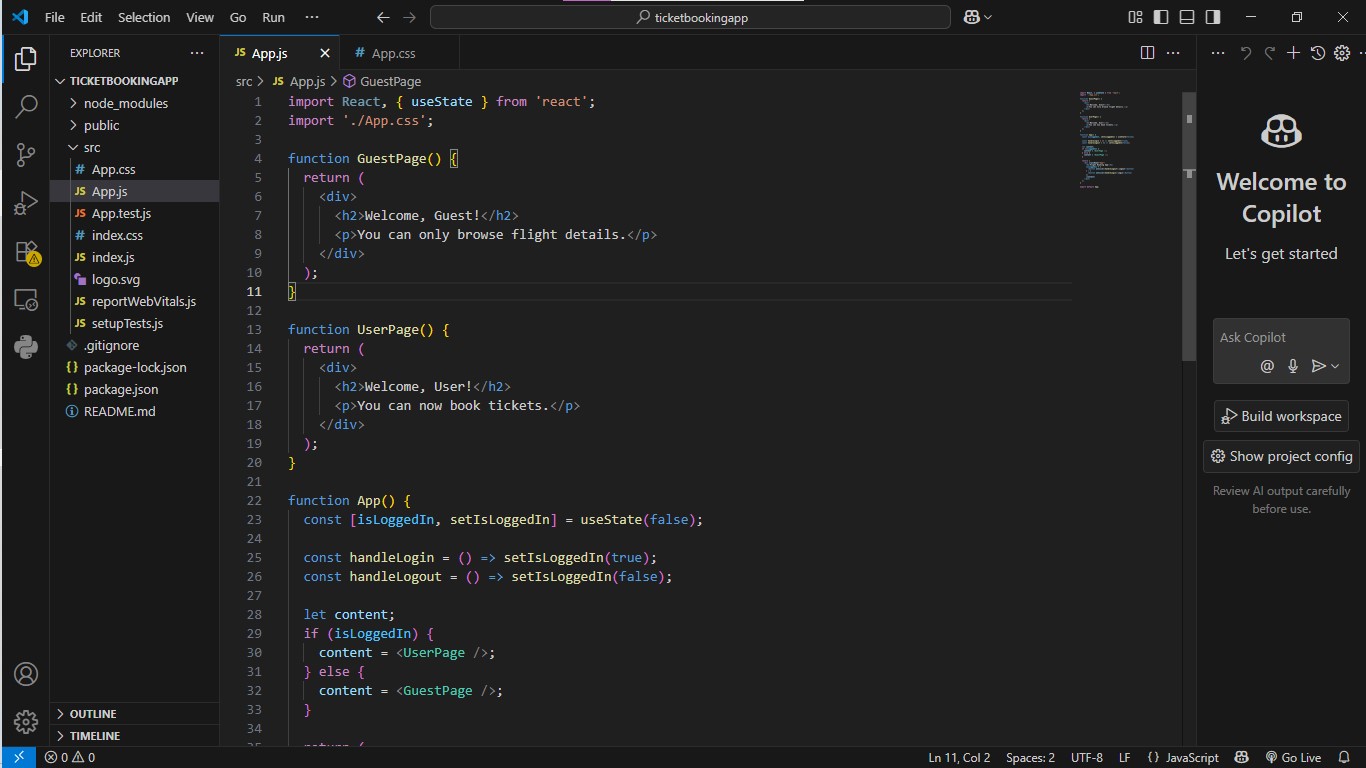 File Edit Selection View Go Run ···
ticketbookingapp
EXPLORER ···
TICKETBOOKINGAPP
node_modules
public
src
# App.css
JS App.js
JS App.test.js
# index.css
JS index.js
logo.svg
JS reportWebVitals.js
JS setupTests.js
.gitignore
{} package-lock.json
{} package.json
README.md
OUTLINE
TIMELINE
JS App.js
# App.css
src > JS App.js > GuestPage
1 import React, { useState } from 'react';
2 import './App.css';
3
4 function GuestPage() {
5 return (
6 <div>
7 <h2>Welcome, Guest!</h2>
8 <p>You can only browse flight details.</p>
9 </div>
10 );
11 }
12
13 function UserPage() {
14 return (
15 <div>
16 <h2>Welcome, User!</h2>
17 <p>You can now book tickets.</p>
18 </div>
19 );
20 }
21
22 function App() {
23 const [isLoggedIn, setIsLoggedIn] = useState(false);
24
25 const handleLogin = () => setIsLoggedIn(true);
26 const handleLogout = () => setIsLoggedIn(false);
27
28 let content;
29 if (isLoggedIn) {
30 content = <UserPage />;
31 } else {
32 content = <GuestPage />;
33 }
34
Welcome to
Copilot
Let's get started
Ask Copilot
@
Build workspace
Show project config
Review AI output carefully
before use.
0 0
Ln 11, Col 2 Spaces: 2 UTF-8 LF {} JavaScript Go Live